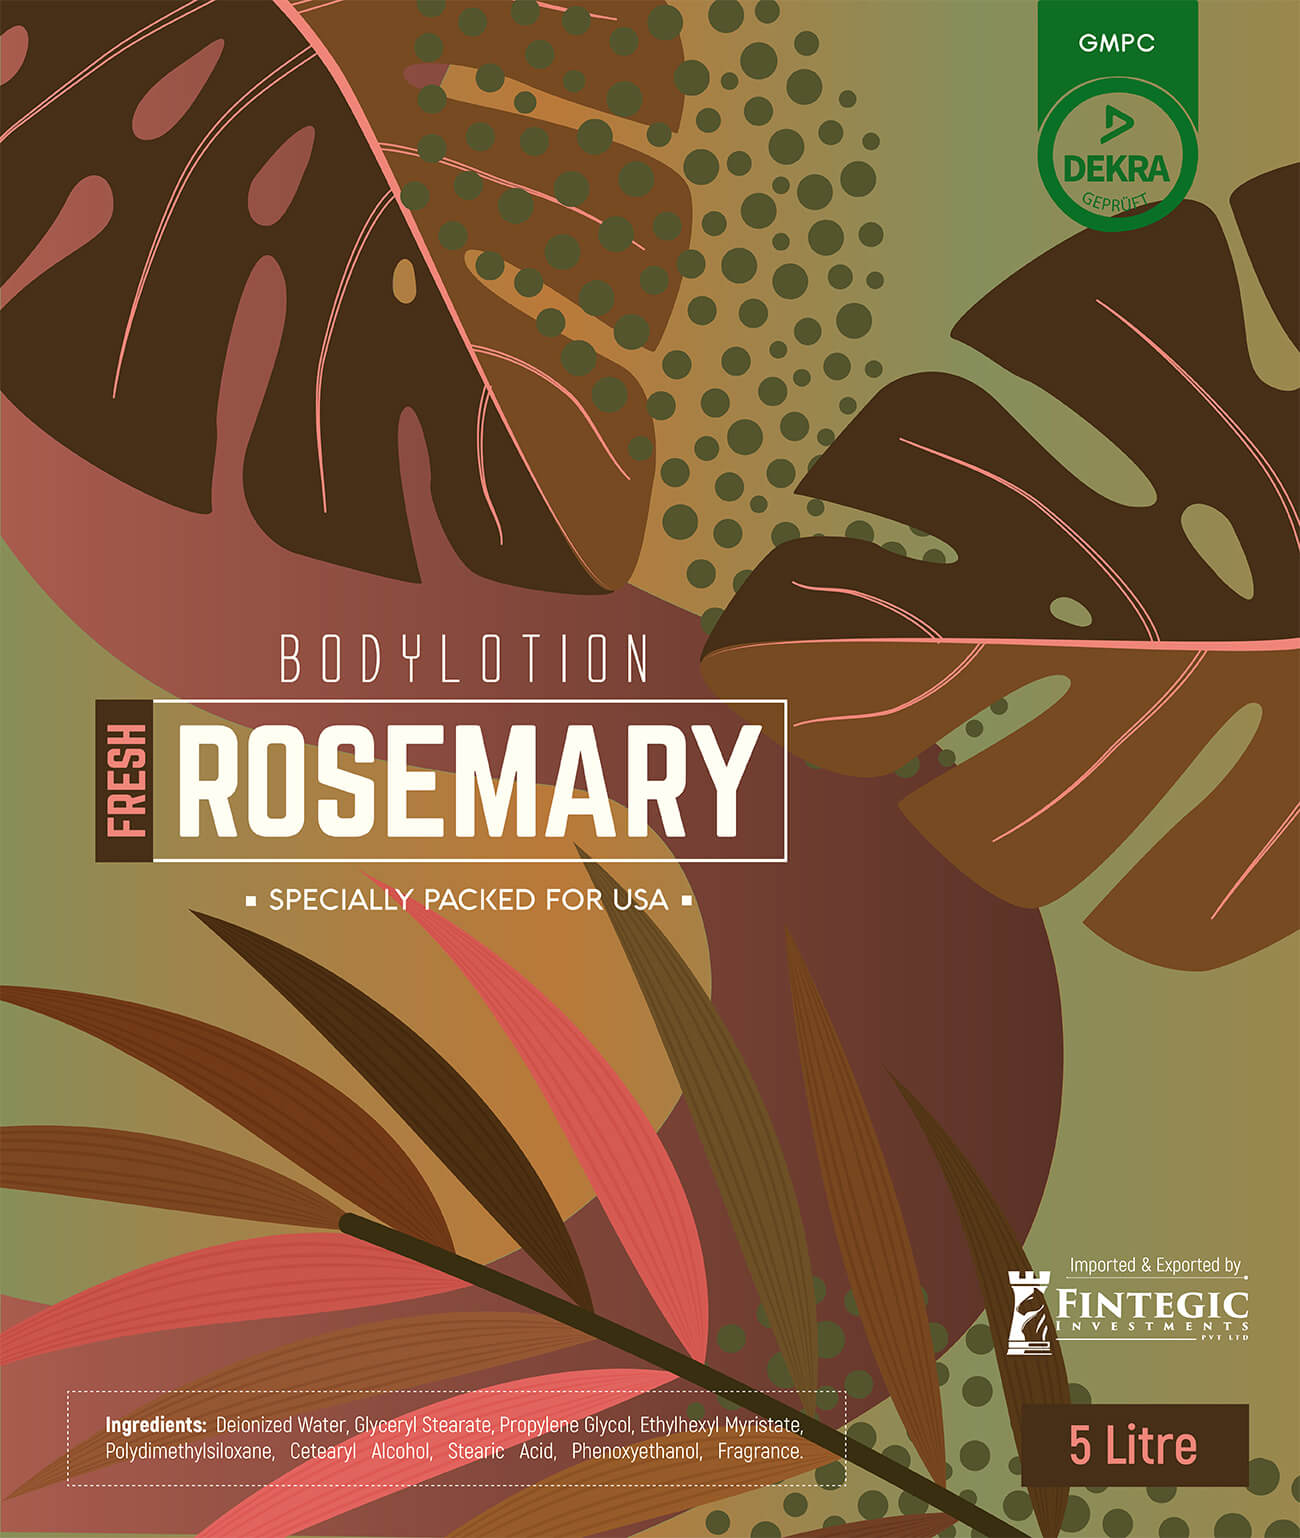 GMPC
DEKRA
GEPRÜFT
BODYLOTION
FRESH
ROSEMARY
▪ SPECIALLY PACKED FOR USA ▪
Imported & Exported by
FINTEGIC
INVESTMENTS
PVT LTD
Ingredients: Deionized Water, Glyceryl Stearate, Propylene Glycol, Ethylhexyl Myristate,
Polydimethylsiloxane, Cetearyl Alcohol, Stearic Acid, Phenoxyethanol, Fragrance.
5 Litre